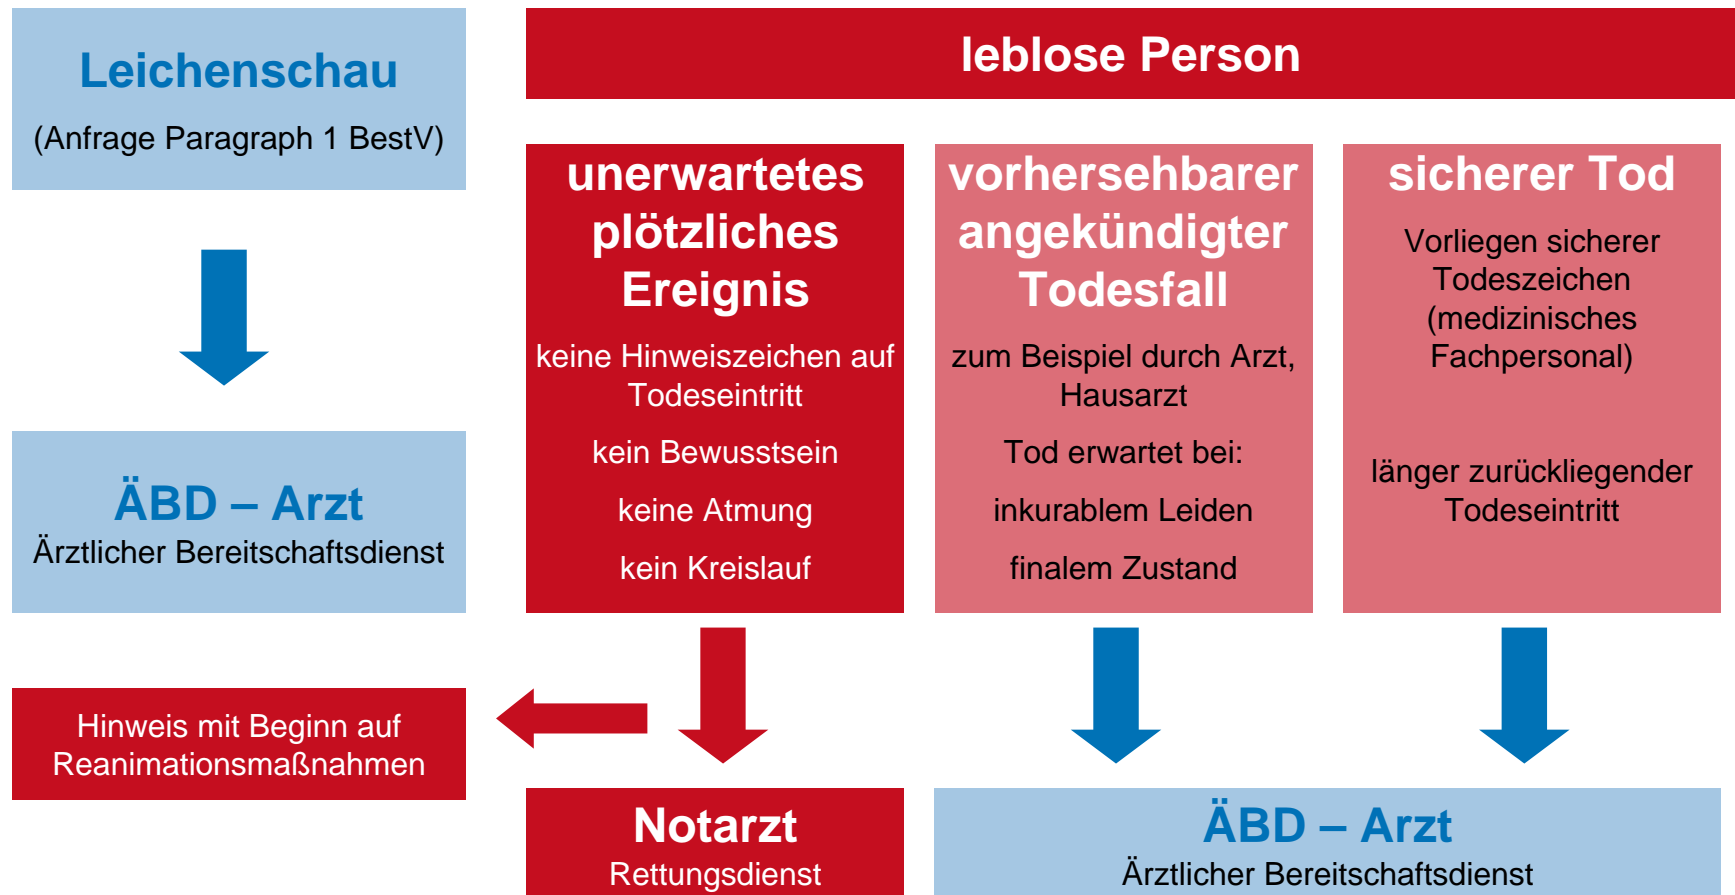 Leichenschau
(Anfrage Paragraph 1 BestV)
ÄBD – Arzt
Ärztlicher Bereitschaftsdienst
leblose Person
unerwartetes
plötzliches
Ereignis
keine Hinweiszeichen auf
Todeseintritt
kein Bewusstsein
keine Atmung
kein Kreislauf
vorhersehbarer
angekündigter
Todesfall
zum Beispiel durch Arzt,
Hausarzt
Tod erwartet bei:
inkurablem Leiden
finalem Zustand
sicherer Tod
Vorliegen sicherer
Todeszeichen
(medizinisches
Fachpersonal)
länger zurückliegender
Todeseintritt
Hinweis mit Beginn auf
Reanimationsmaßnahmen
Notarzt
Rettungsdienst
ÄBD – Arzt
Ärztlicher Bereitschaftsdienst